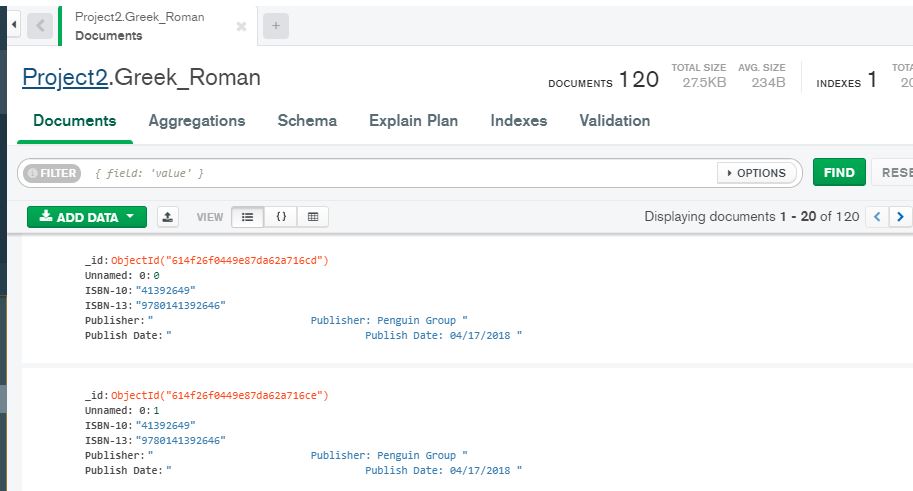 Project2.Greek_Roman
Documents
Project2.Greek_Roman
DOCUMENTS 120 TOTAL SIZE 27.5KB AVG. SIZE 234B INDEXES 1
Documents Aggregations Schema Explain Plan Indexes Validation
FILTER { field: 'value' } OPTIONS FIND
ADD DATA VIEW {} Displaying documents 1 - 20 of 120
_id: ObjectId("614f26f0449e87da62a716cd")
Unnamed: 0: 0
ISBN-10: "41392649"
ISBN-13: "9780141392646"
Publisher: " Publisher: Penguin Group "
Publish Date: " Publish Date: 04/17/2018 "
_id: ObjectId("614f26f0449e87da62a716ce")
Unnamed: 0: 1
ISBN-10: "41392649"
ISBN-13: "9780141392646"
Publisher: " Publisher: Penguin Group "
Publish Date: " Publish Date: 04/17/2018 "